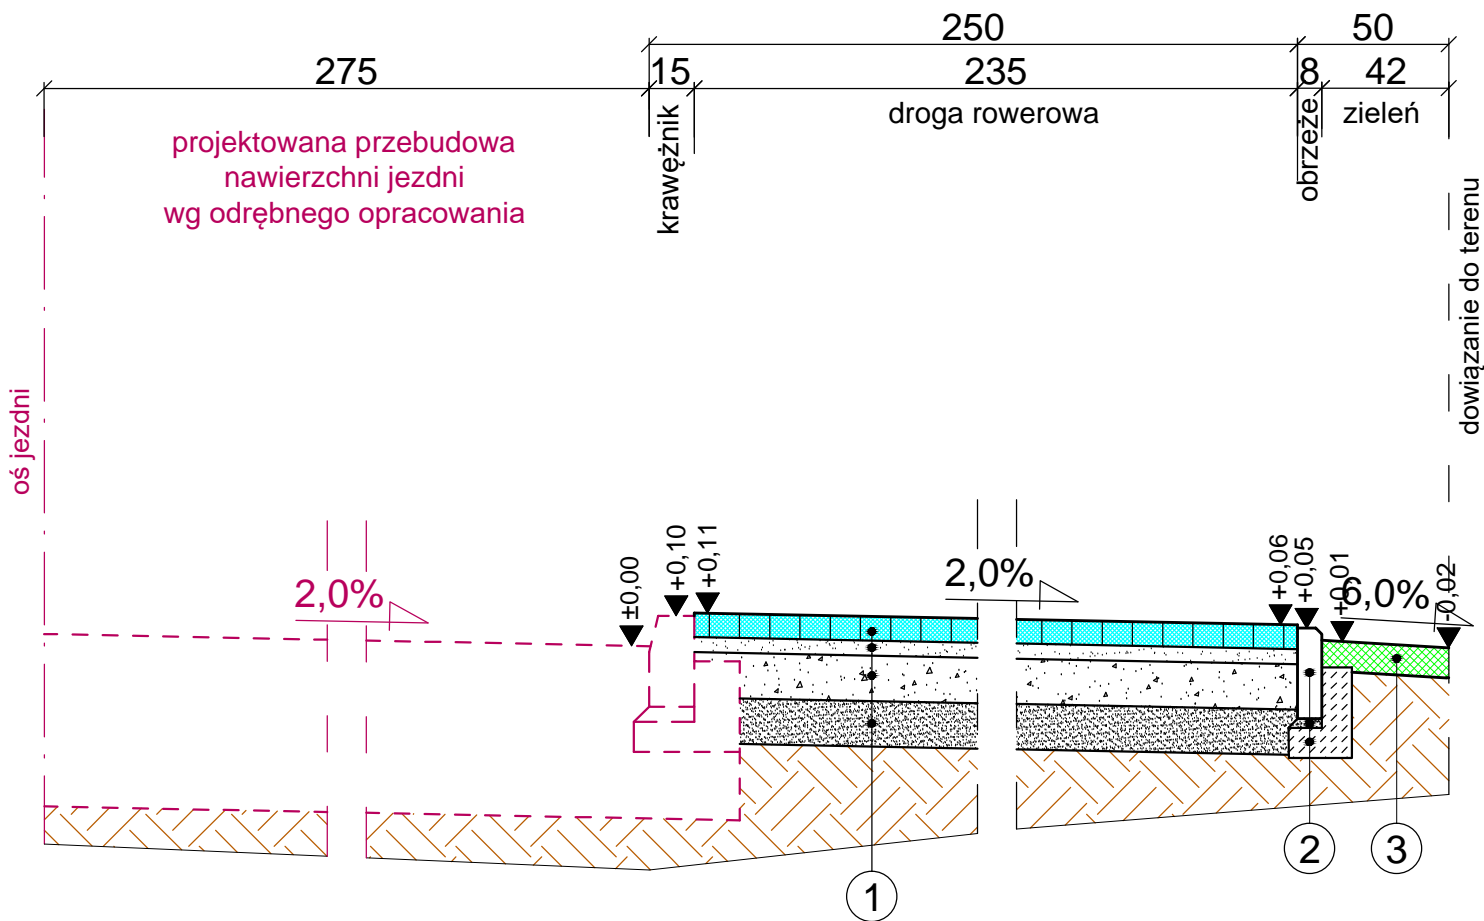 250
50
275
15
235
8
42
krawężnik
droga rowerowa
obrzeże
zieleń
projektowana przebudowa
nawierzchni jezdni
wg odrębnego opracowania
oś jezdni
dowiązanie do terenu
2,0%
±0,00
+0,10
+0,11
2,0%
+0,06
+0,05
+0,01
6,0%
-0,02
1
2
3